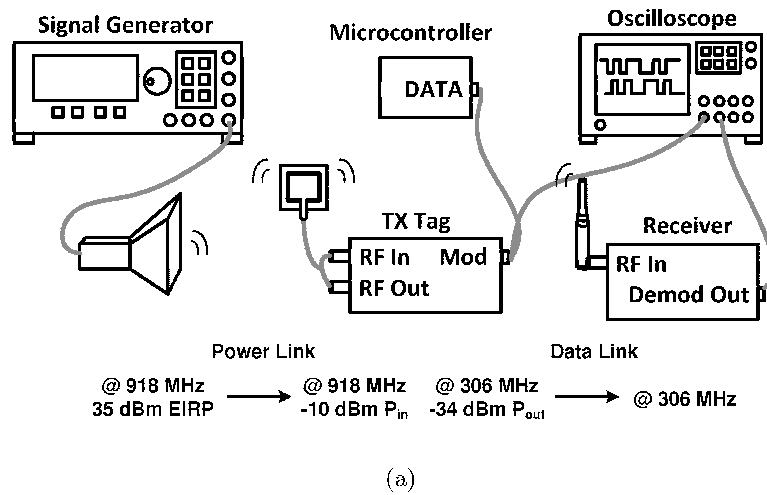 Signal Generator
Microcontroller
Oscilloscope
DATA
TX Tag
Receiver
RF In Mod
RF Out
RF In
Demod Out
Power Link
Data Link
@ 918 MHz
35 dBm EIRP
@ 918 MHz
-10 dBm Pin
@ 306 MHz
-34 dBm Pout
@ 306 MHz
(a)